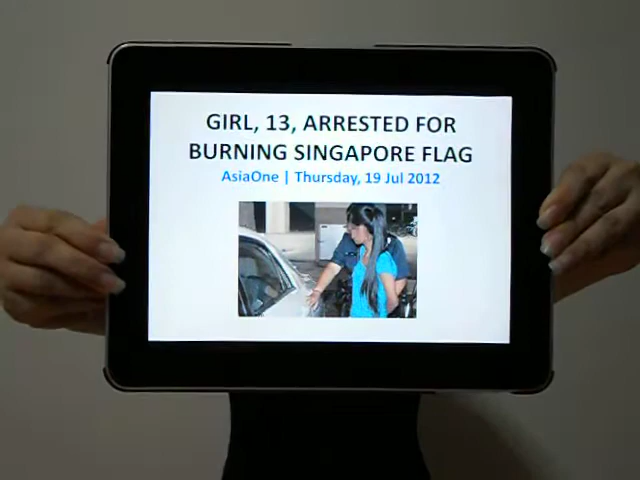 GIRL, 13, ARRESTED FOR
BURNING SINGAPORE FLAG
AsiaOne | Thursday, 19 Jul 2012